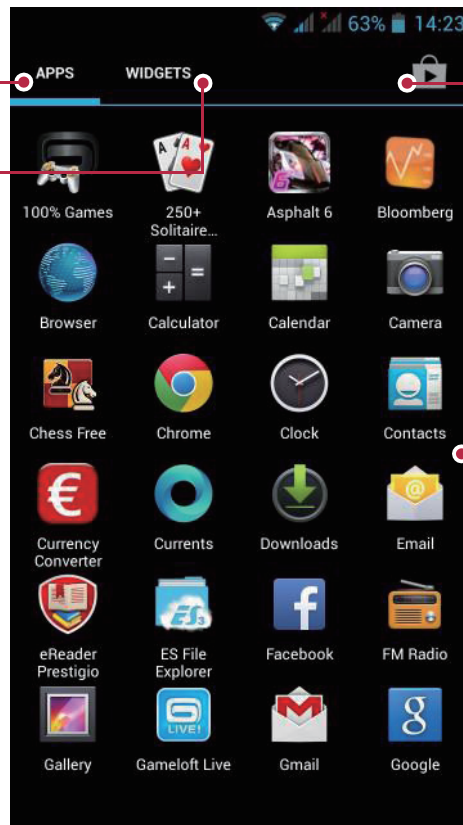 63% 14:23
APPS WIDGETS
100% Games 250+ Solitaire... Asphalt 6 Bloomberg
Browser Calculator Calendar Camera
Chess Free Chrome Clock Contacts
Currency Converter Currents Downloads Email
eReader Prestigio ES File Explorer Facebook FM Radio
Gallery Gameloft Live Gmail Google